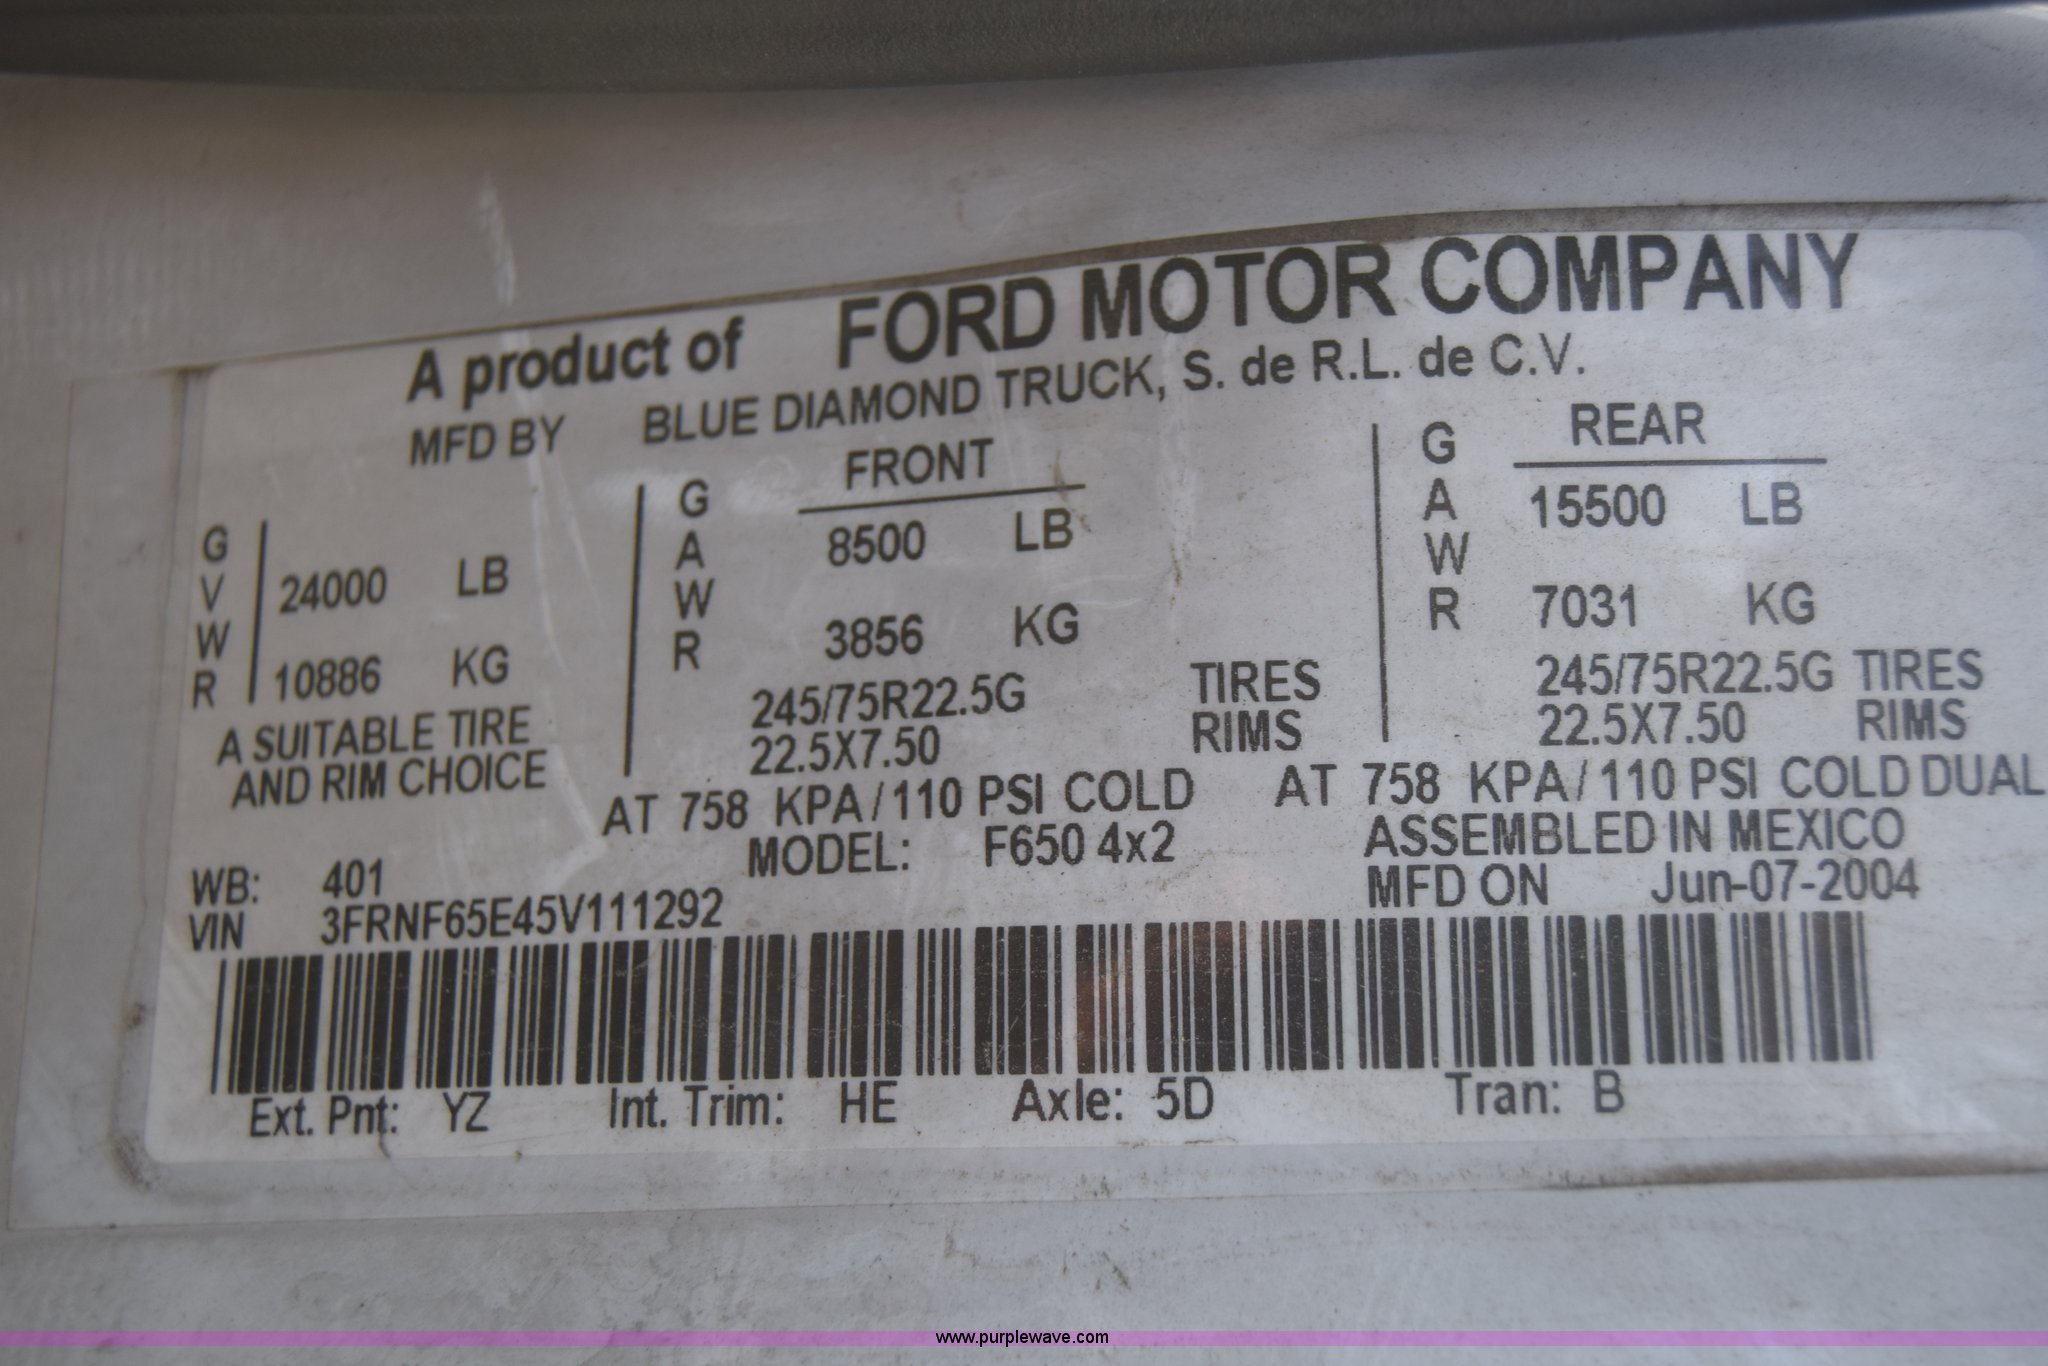 A product of FORD MOTOR COMPANY
MFD BY BLUE DIAMOND TRUCK, S. de R.L. de C.V.
GVWR
24000 LB
10886 KG
A SUITABLE TIRE
AND RIM CHOICE
GAWR
FRONT
8500 LB
3856 KG
245/75R22.5G TIRES
22.5X7.50 RIMS
AT 758 KPA/110 PSI COLD
GAWR
REAR
15500 LB
7031 KG
245/75R22.5G TIRES
22.5X7.50 RIMS
AT 758 KPA/110 PSI COLD DUAL
MODEL: F650 4x2
ASSEMBLED IN MEXICO
WB: 401
MFD ON Jun-07-2004
VIN 3FRNF65E45V111292
Ext. Pnt: YZ Int. Trim: HE Axle: 5D Tran: B
www.purplewave.com